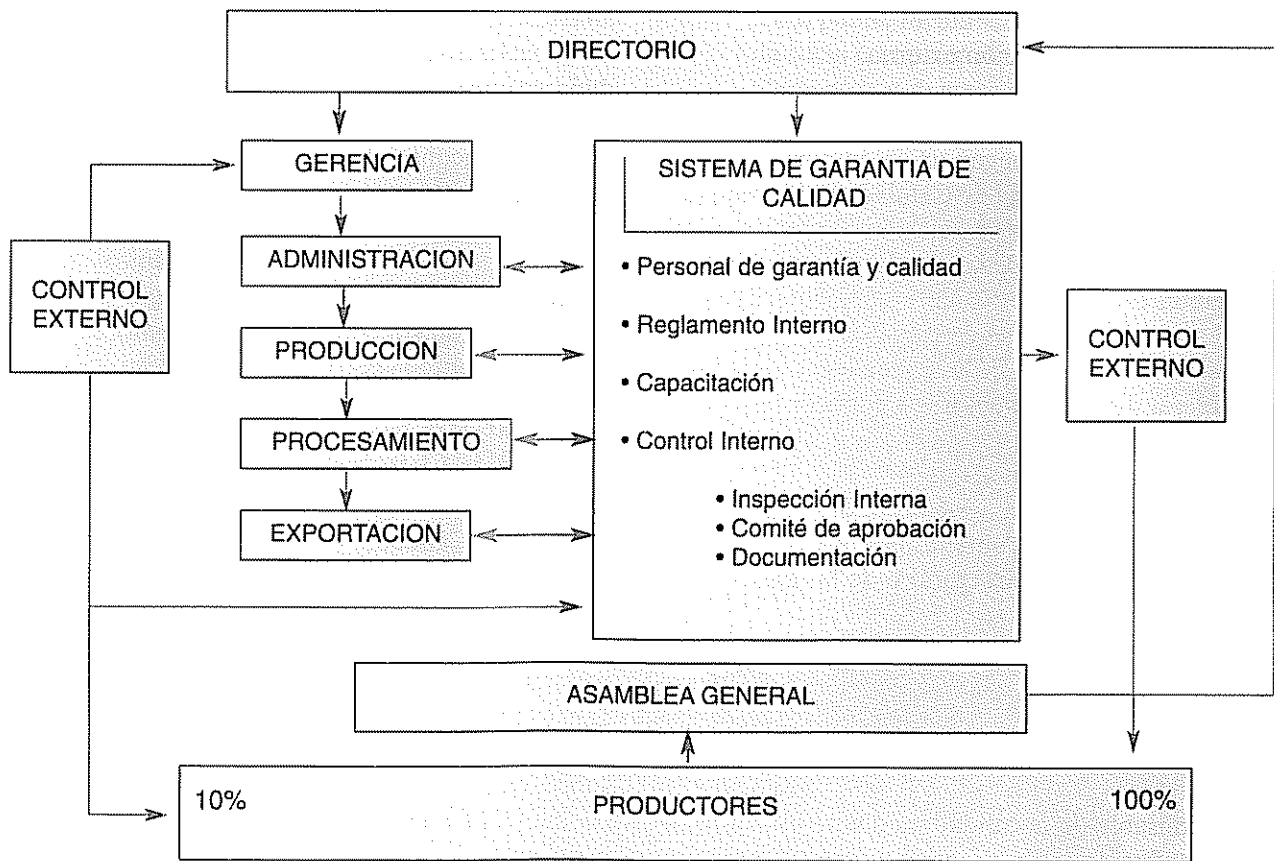 DIRECTORIO
GERENCIA
SISTEMA DE GARANTIA DE
CALIDAD
ADMINISTRACION
CONTROL
EXTERNO
• Personal de garantía y calidad
PRODUCCION
• Reglamento Interno
CONTROL
EXTERNO
• Capacitación
PROCESAMIENTO
• Control Interno
• Inspección Interna
• Comité de aprobación
• Documentación
EXPORTACION
ASAMBLEA GENERAL
10%
PRODUCTORES
100%